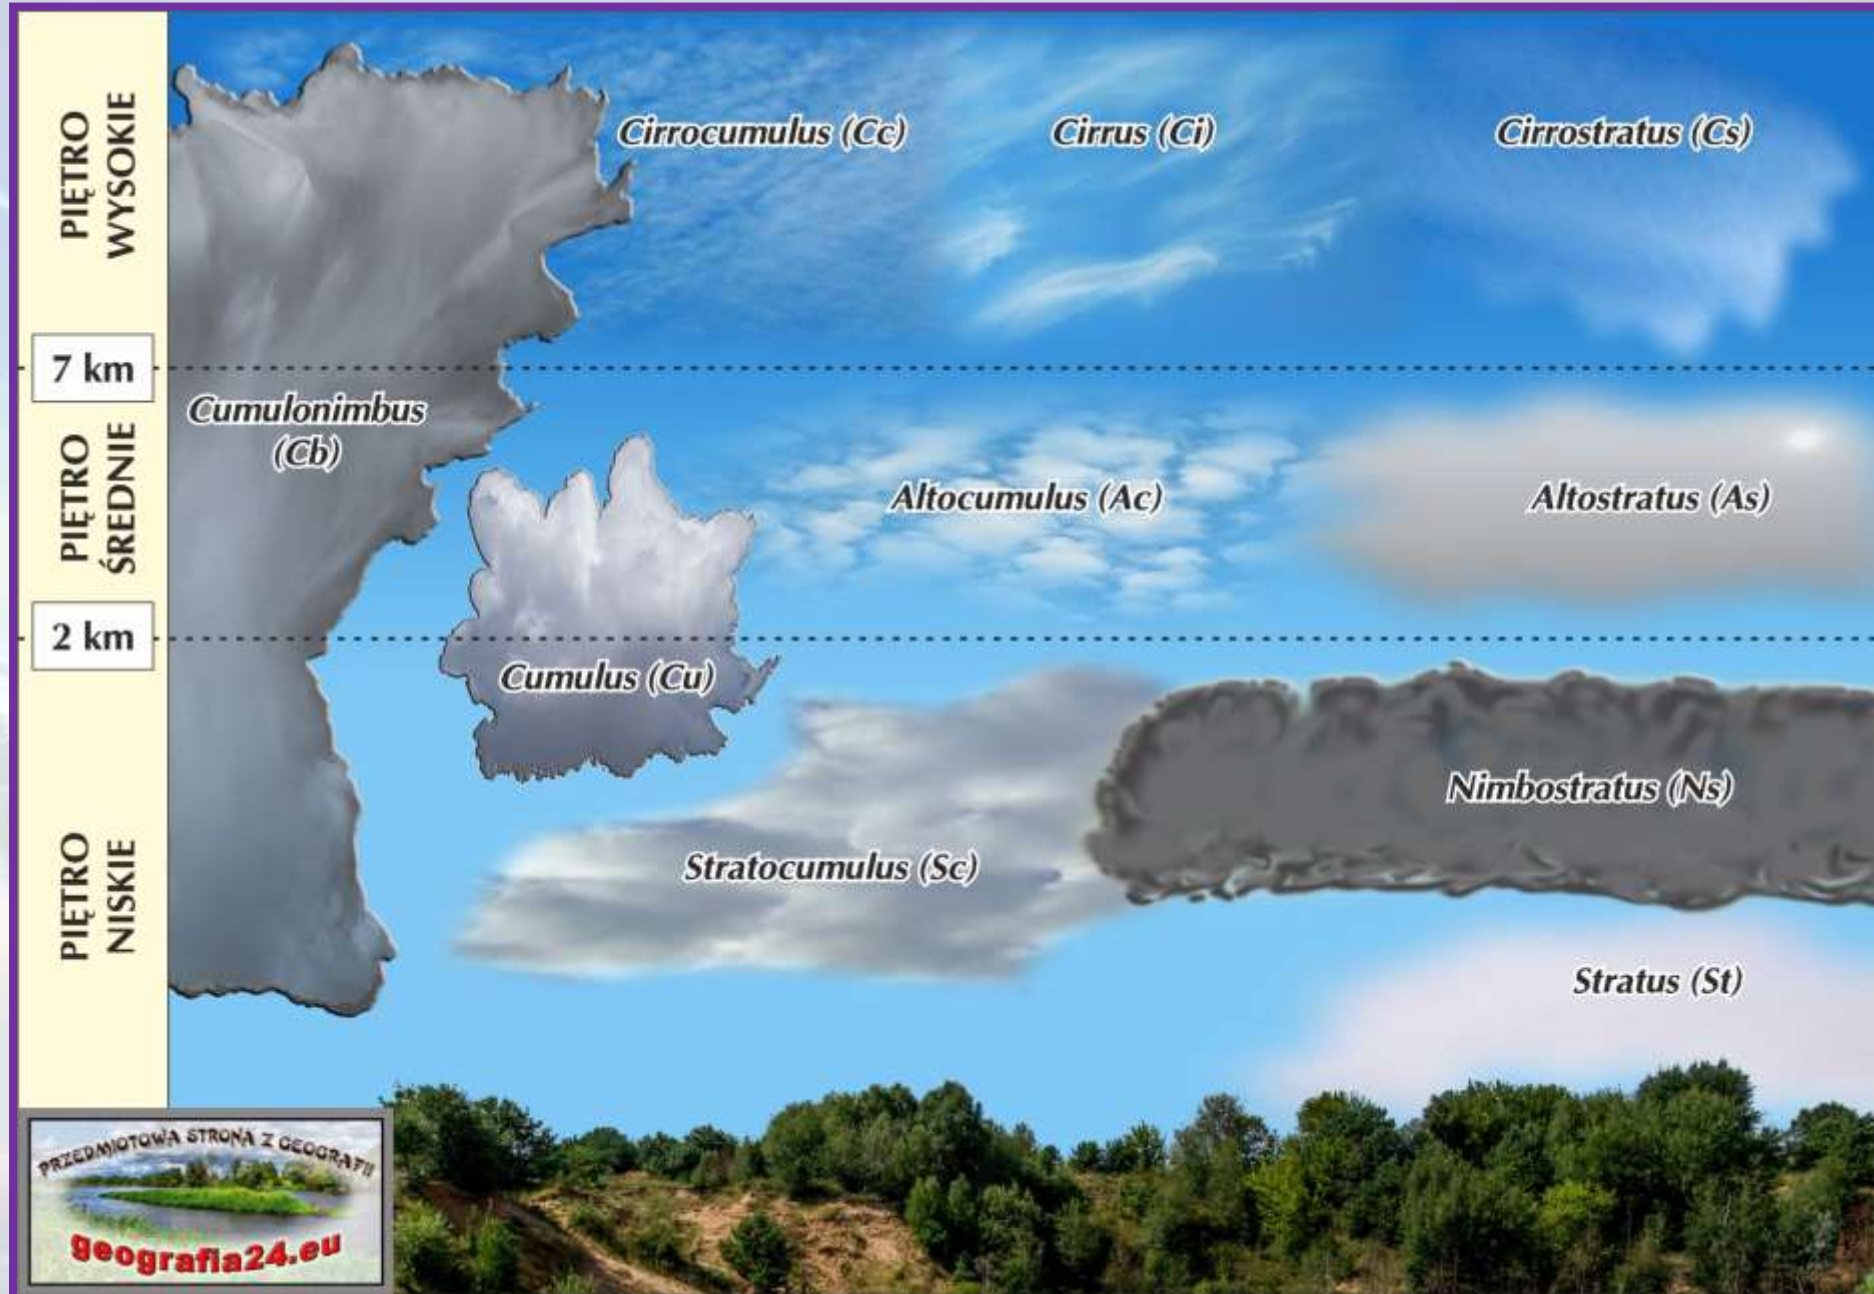 PIĘTRO
WYSOKIE
Cirrocumulus (Cc)
Cirrus (Ci)
Cirrostratus (Cs)
7 km
Cumulonimbus
(Cb)
PIĘTRO
ŚREDNIE
Altocumulus (Ac)
Altostratus (As)
2 km
Cumulus (Cu)
Nimbostratus (Ns)
PIĘTRO
NISKIE
Stratocumulus (Sc)
Stratus (St)
PRZEDMIOTOWA STRONA Z GEOGRAFII
geografia24.eu